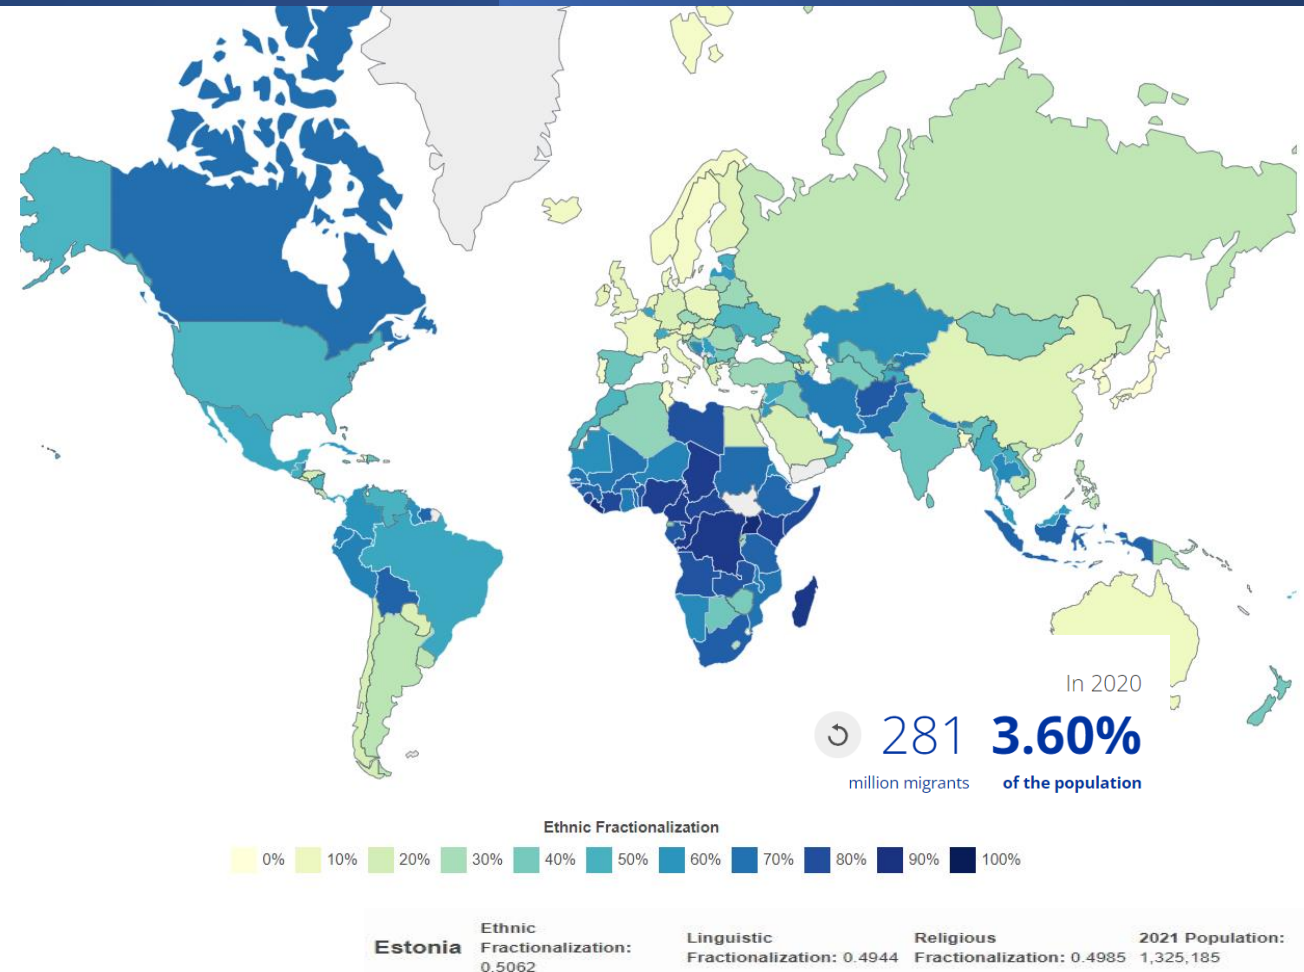 In 2020
281 3.60%
million migrants of the population
Ethnic Fractionalization
0% 10% 20% 30% 40% 50% 60% 70% 80% 90% 100%
Estonia
Ethnic
Fractionalization:
0.5062
Linguistic
Fractionalization: 0.4944
Religious
Fractionalization: 0.4985
2021 Population:
1,325,185